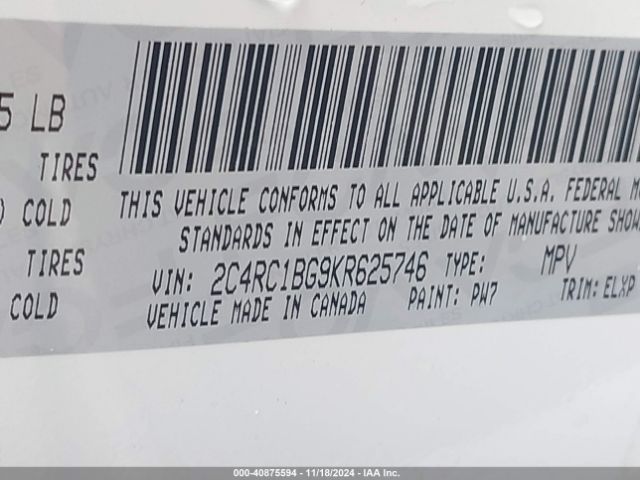 5 LB
TIRES
COLD
TIRES
COLD
THIS VEHICLE CONFORMS TO ALL APPLICABLE U.S.A. FEDERAL M
STANDARDS IN EFFECT ON THE DATE OF MANUFACTURE SHOW
VIN: 2C4RC1BG9KR625746 TYPE: MPV
VEHICLE MADE IN CANADA PAINT: PW7 TRIM: ELXP
000-40875594 - 11/18/2024 - IAA Inc.